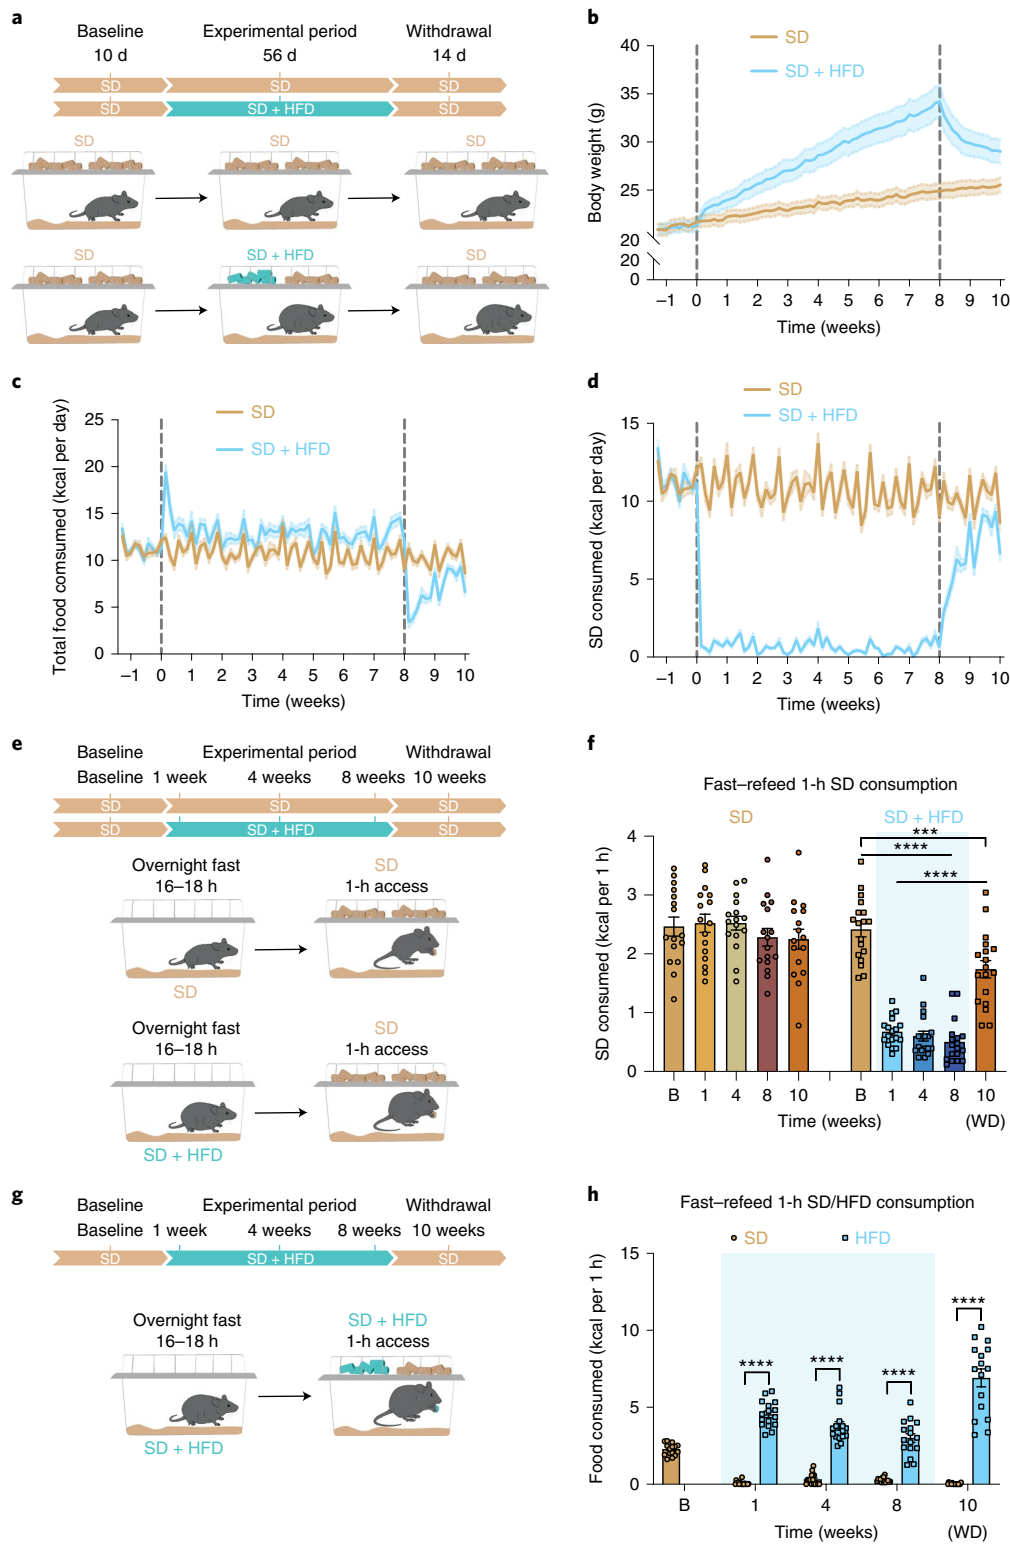 a
Baseline Experimental period Withdrawal
10 d 56 d 14 d
SD SD SD
SD SD + HFD SD
SD SD SD
SD SD + HFD SD
b
SD
SD + HFD
Body weight (g)
40
35
30
25
20
20
0
–1 0 1 2 3 4 5 6 7 8 9 10
Time (weeks)
c
SD
SD + HFD
Total food comsumed (kcal per day)
25
20
15
10
5
0
–1 0 1 2 3 4 5 6 7 8 9 10
Time (weeks)
d
SD
SD + HFD
SD consumed (kcal per day)
15
10
5
0
–1 0 1 2 3 4 5 6 7 8 9 10
Time (weeks)
e
Baseline Experimental period Withdrawal
Baseline 1 week 4 weeks 8 weeks 10 weeks
SD SD SD
SD SD + HFD SD
Overnight fast
16–18 h
SD
1-h access
SD
Overnight fast
16–18 h
SD
1-h access
SD + HFD
f
Fast–refeed 1-h SD consumption
SD SD + HFD
***
****
****
SD consumed (kcal per 1 h)
4
3
2
1
0
B 1 4 8 10 B 1 4 8 10
Time (weeks) (WD)
g
Baseline Experimental period Withdrawal
Baseline 1 week 4 weeks 8 weeks 10 weeks
SD SD + HFD SD
Overnight fast
16–18 h
SD + HFD
1-h access
SD + HFD
h
Fast–refeed 1-h SD/HFD consumption
SD HFD
**** **** **** ****
Food consumed (kcal per 1 h)
15
10
5
0
B 1 4 8 10
Time (weeks) (WD)